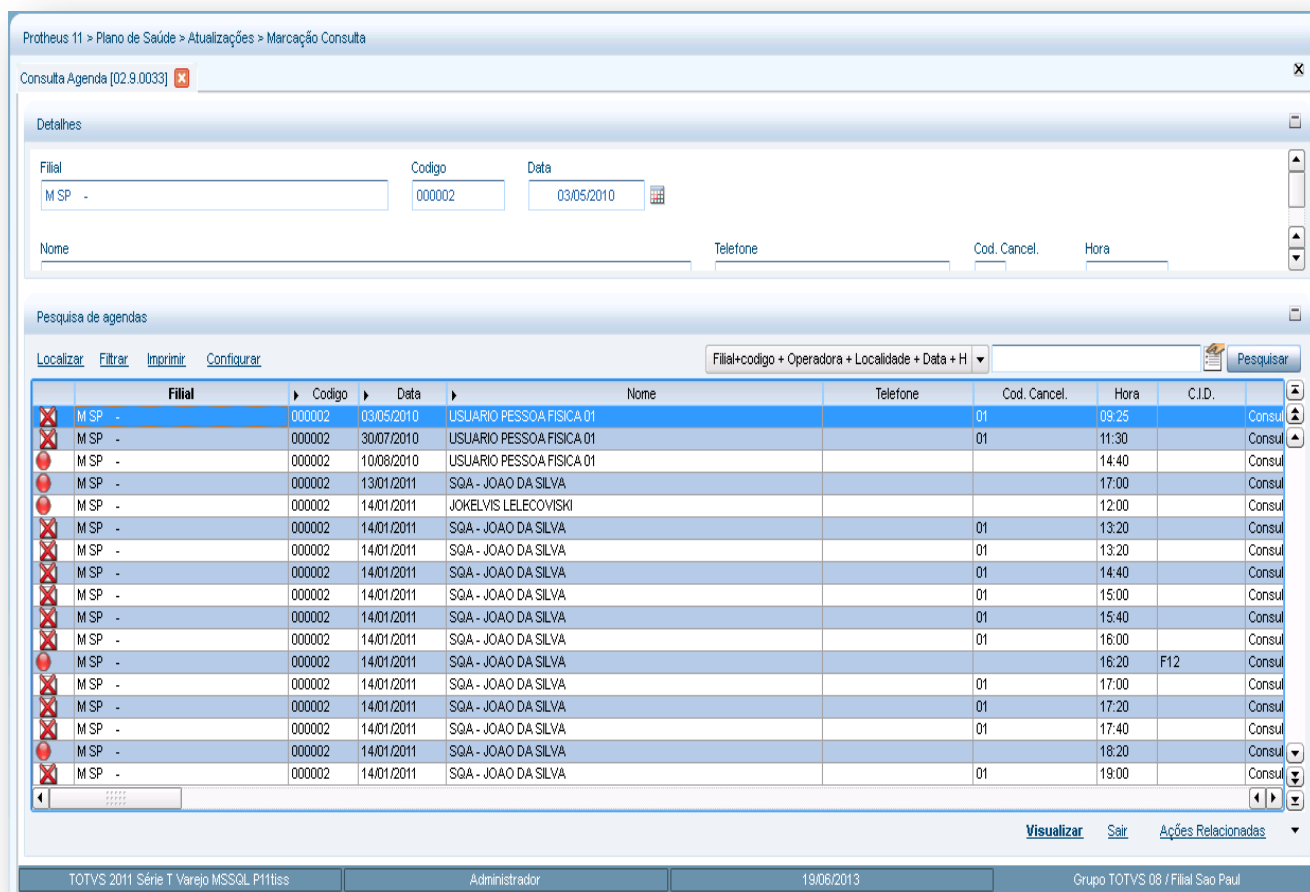 Protheus 11 > Plano de Saúde > Atualizações > Marcação Consulta
Consulta Agenda [02.9.0033]
Detalhes
Filial Codigo Data
M SP - 000002 03/05/2010
Nome Telefone Cod. Cancel. Hora
Pesquisa de agendas
Localizar Filtrar Imprimir Configurar Filial+codigo + Operadora + Localidade + Data + H Pesquisar
Filial Codigo Data Nome Telefone Cod. Cancel. Hora C.I.D.
M SP - 000002 03/05/2010 USUARIO PESSOA FISICA 01 01 09:25 Consul
M SP - 000002 30/07/2010 USUARIO PESSOA FISICA 01 01 11:30 Consul
M SP - 000002 10/08/2010 USUARIO PESSOA FISICA 01 14:40 Consul
M SP - 000002 13/01/2011 SQA - JOAO DA SILVA 17:00 Consul
M SP - 000002 14/01/2011 JOKELVIS LELECOVISKI 12:00 Consul
M SP - 000002 14/01/2011 SQA - JOAO DA SILVA 01 13:20 Consul
M SP - 000002 14/01/2011 SQA - JOAO DA SILVA 01 13:20 Consul
M SP - 000002 14/01/2011 SQA - JOAO DA SILVA 01 14:40 Consul
M SP - 000002 14/01/2011 SQA - JOAO DA SILVA 01 15:00 Consul
M SP - 000002 14/01/2011 SQA - JOAO DA SILVA 01 15:40 Consul
M SP - 000002 14/01/2011 SQA - JOAO DA SILVA 01 16:00 Consul
M SP - 000002 14/01/2011 SQA - JOAO DA SILVA 16:20 F12 Consul
M SP - 000002 14/01/2011 SQA - JOAO DA SILVA 01 17:00 Consul
M SP - 000002 14/01/2011 SQA - JOAO DA SILVA 01 17:20 Consul
M SP - 000002 14/01/2011 SQA - JOAO DA SILVA 01 17:40 Consul
M SP - 000002 14/01/2011 SQA - JOAO DA SILVA 18:20 Consul
M SP - 000002 14/01/2011 SQA - JOAO DA SILVA 01 19:00 Consul
Visualizar Sair Ações Relacionadas
TOTVS 2011 Série T Varejo MSSQL P11tiss Administrador 19/06/2013 Grupo TOTVS 08 / Filial Sao Paul